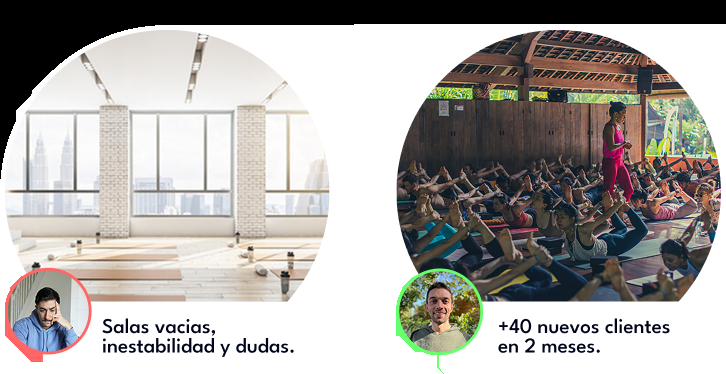 Salas vacias,
inestabilidad y dudas.
+40 nuevos clientes
en 2 meses.